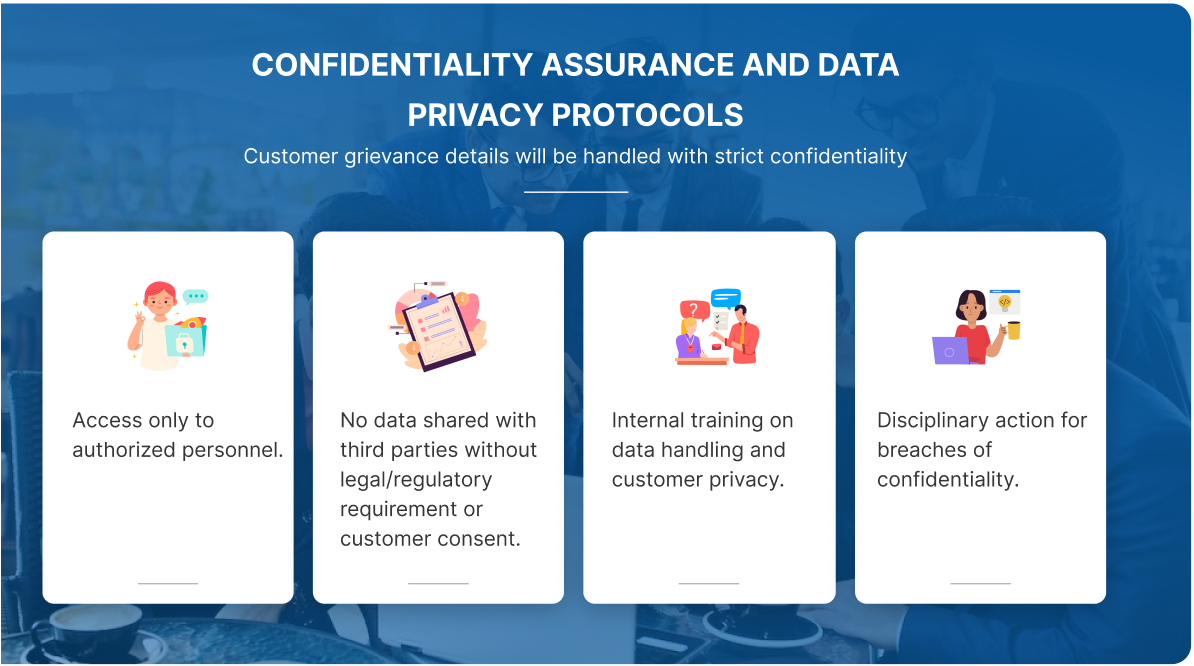 CONFIDENTIALITY ASSURANCE AND DATA
PRIVACY PROTOCOLS
Customer grievance details will be handled with strict confidentiality
Access only to
authorized personnel.
No data shared with
third parties without
legal/regulatory
requirement or
customer consent.
Internal training on
data handling and
customer privacy.
Disciplinary action for
breaches of
confidentiality.